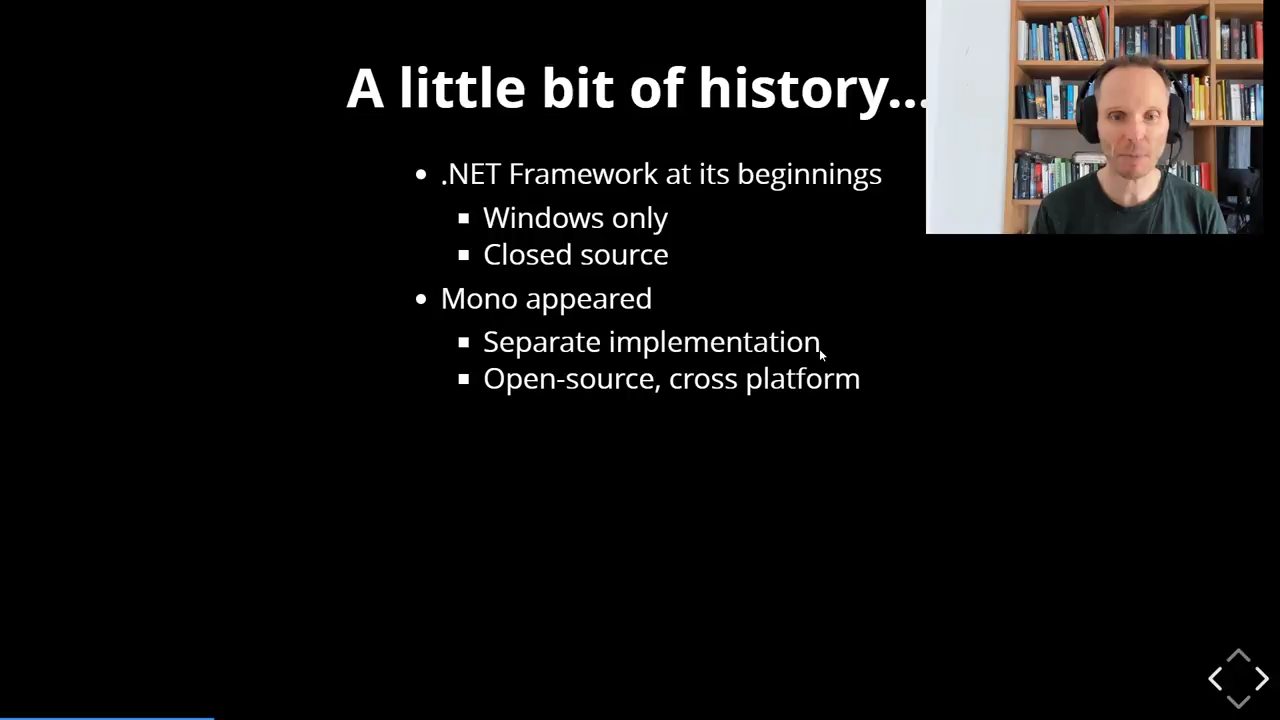 A little bit of history...
.NET Framework at its beginnings
Windows only
Closed source
Mono appeared
Separate implementation
Open-source, cross platform